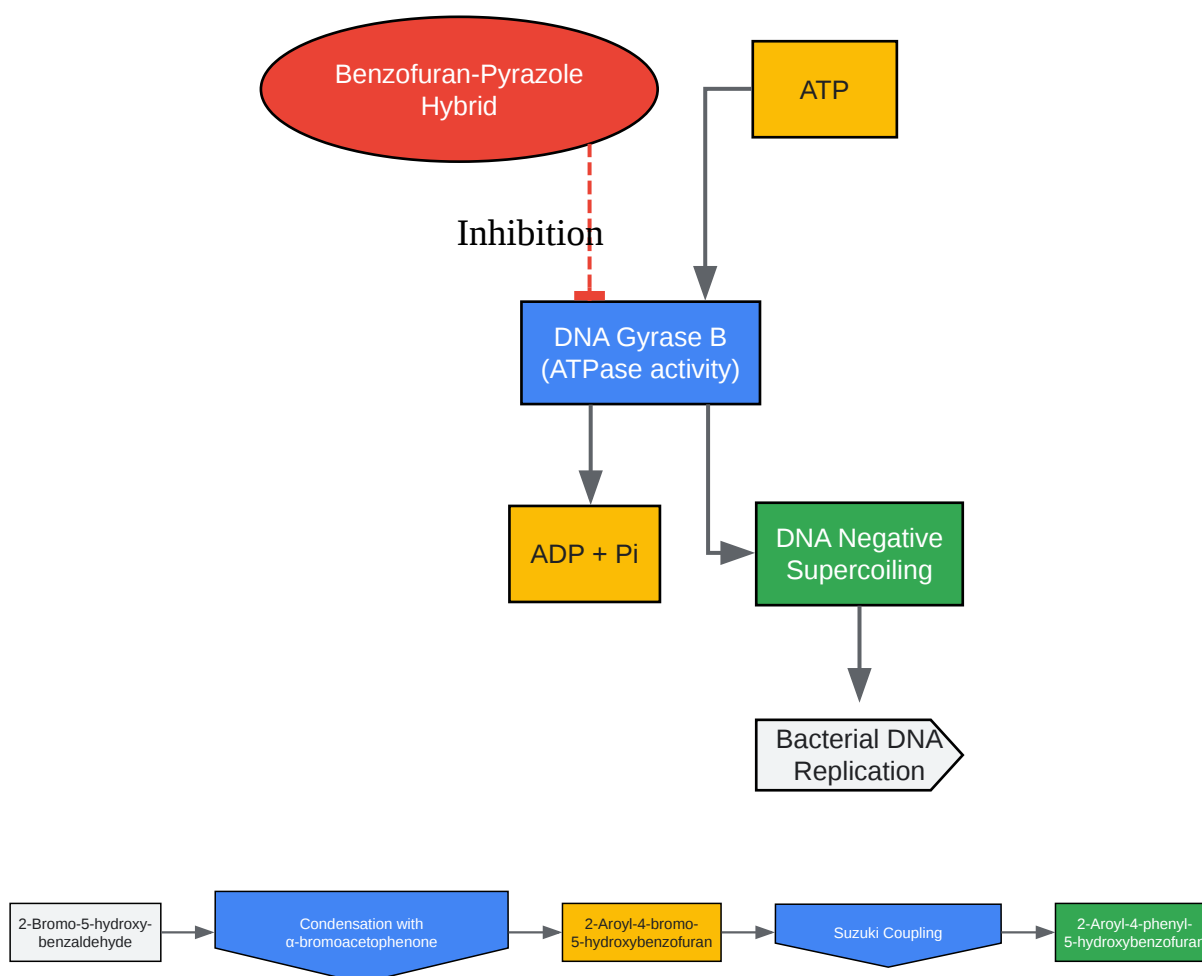 Benzofuran-Pyrazole
Hybrid
ATP
Inhibition
DNA Gyrase B
(ATPase activity)
ADP + Pi
DNA Negative
Supercoiling
Bacterial DNA
Replication
2-Bromo-5-hydroxy-
benzaldehyde
Condensation with
α-bromoacetophenone
2-Aroyl-4-bromo-
5-hydroxybenzofuran
Suzuki Coupling
2-Aroyl-4-phenyl-
5-hydroxybenzofuran